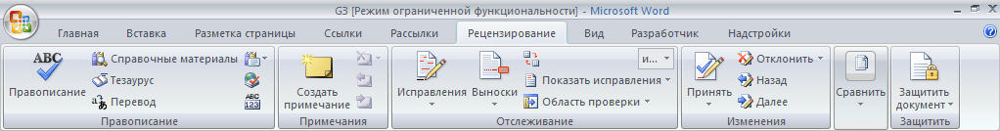 G3 [Режим ограниченной функциональности] - Microsoft Word
Главная Вставка Разметка страницы Ссылки Рассылки Рецензирование Вид Разработчик Надстройки
ABC Правописание
Справочные материалы
Тезаурус
Перевод
ABC 123
Правописание
Создать примечание
Примечания
Исправления
Выноски
и...
Показать исправления
Область проверки
Отслеживание
Принять
Отклонить
Назад
Далее
Изменения
Сравнить
Защитить документ
Защитить